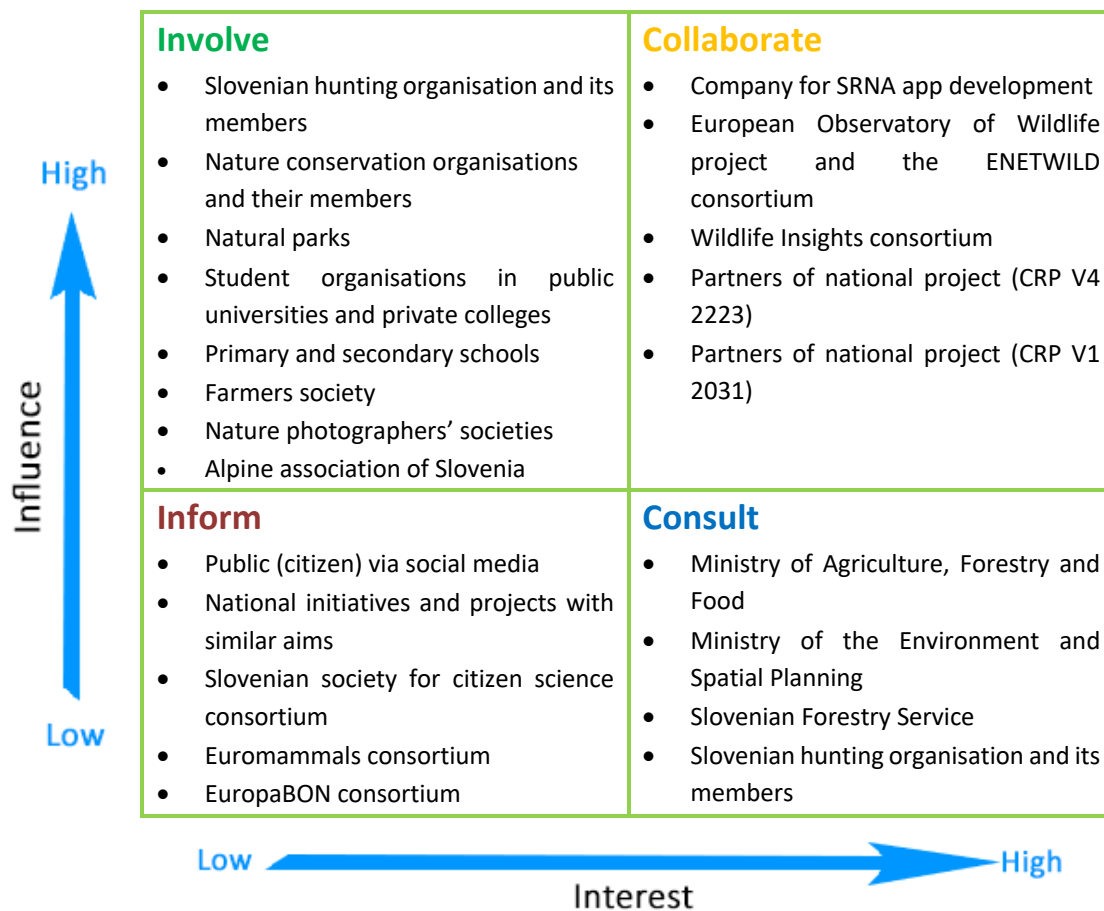 Involve
• Slovenian hunting organisation and its
members
• Nature conservation organisations
and their members
• Natural parks
• Student organisations in public
universities and private colleges
• Primary and secondary schools
• Farmers society
• Nature photographers’ societies
• Alpine association of Slovenia
Collaborate
• Company for SRNA app development
• European Observatory of Wildlife
project and the ENETWILD
consortium
• Wildlife Insights consortium
• Partners of national project (CRP V4
2223)
• Partners of national project (CRP V1
2031)
High
Influence
Low
Inform
• Public (citizen) via social media
• National initiatives and projects with
similar aims
• Slovenian society for citizen science
consortium
• Euromammals consortium
• EuropaBON consortium
Consult
• Ministry of Agriculture, Forestry and
Food
• Ministry of the Environment and
Spatial Planning
• Slovenian Forestry Service
• Slovenian hunting organisation and its
members
Low
High
Interest